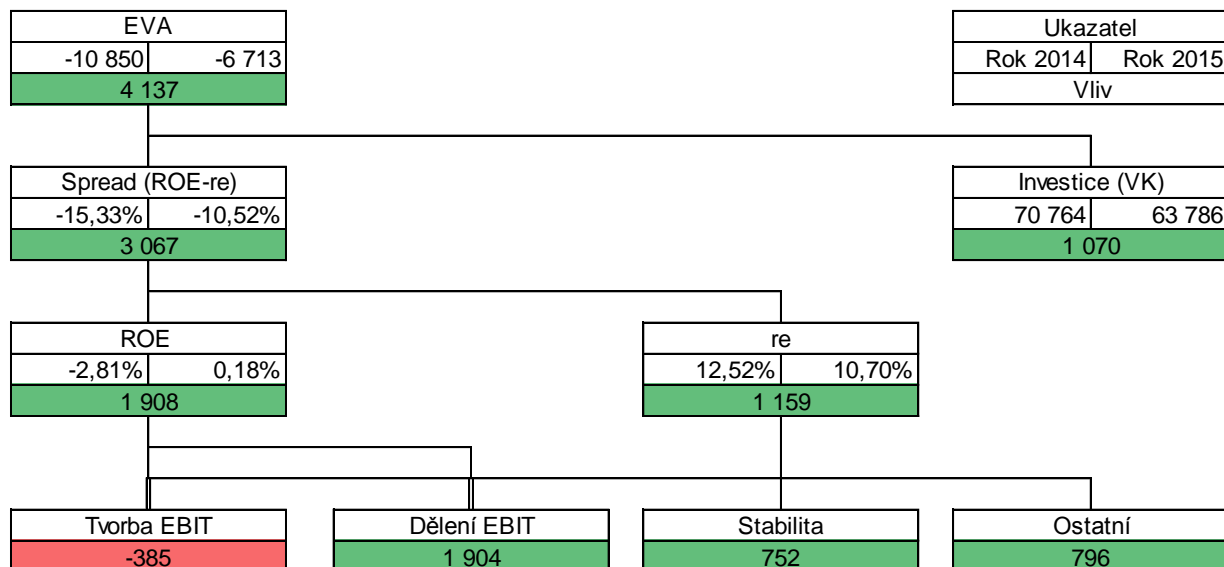 EVA
-10 850 -6 713
4 137
Ukazatel
Rok 2014 Rok 2015
Vliv
Spread (ROE-re)
-15,33% -10,52%
3 067
Investice (VK)
70 764 63 786
1 070
ROE
-2,81% 0,18%
1 908
re
12,52% 10,70%
1 159
Tvorba EBIT
-385
Dělení EBIT
1 904
Stabilita
752
Ostatní
796